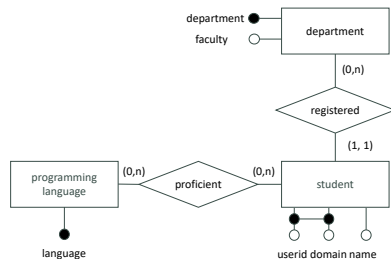 department
department
faculty
(0,n)
registered
(1, 1)
programming
language
(0,n)
proficient
(0,n)
student
language
userid domain name